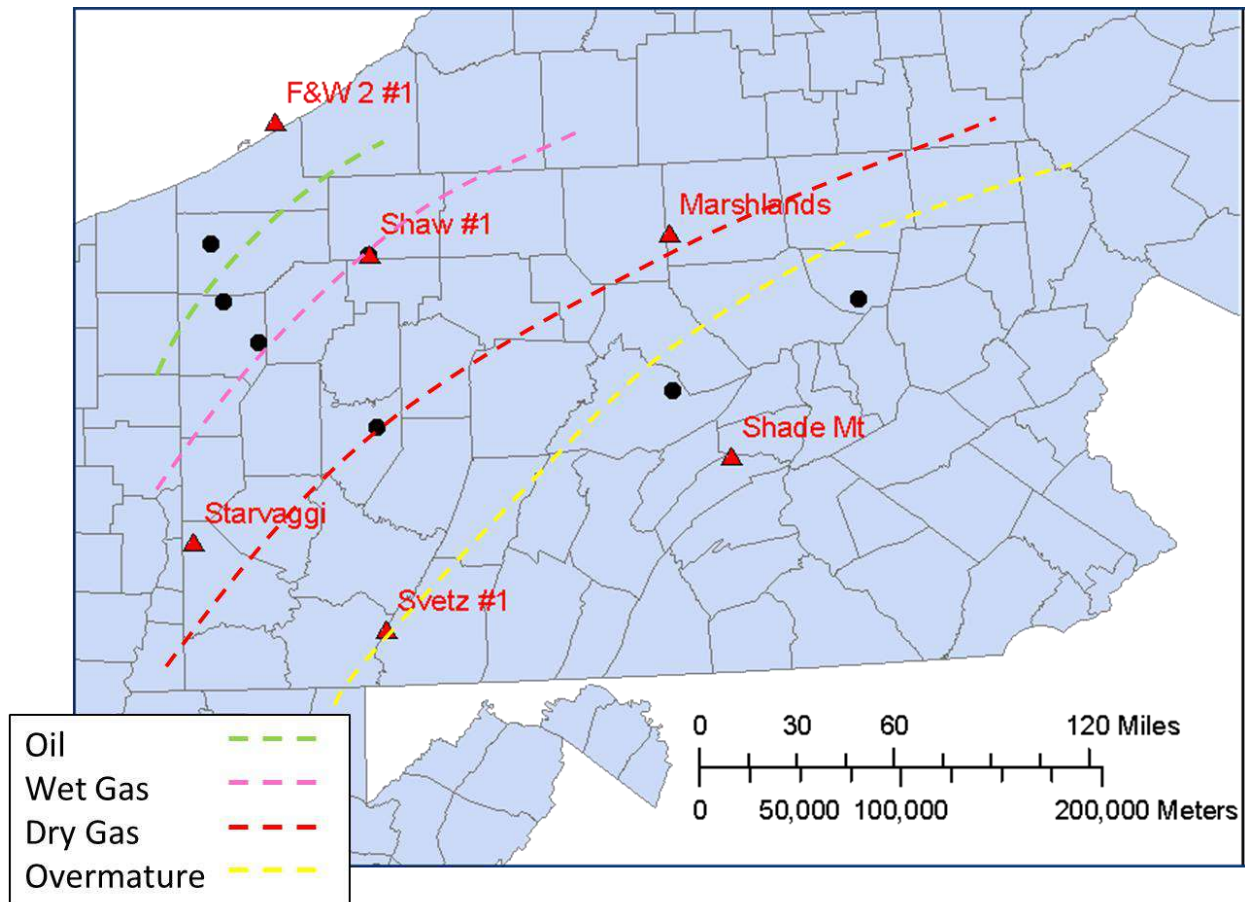 F&W 2 #1
Shaw #1
Marshlands
Shade Mt
Starvaggi
Svetz #1
0 30 60 120 Miles
0 50,000 100,000 200,000 Meters
Oil
Wet Gas
Dry Gas
Overmature